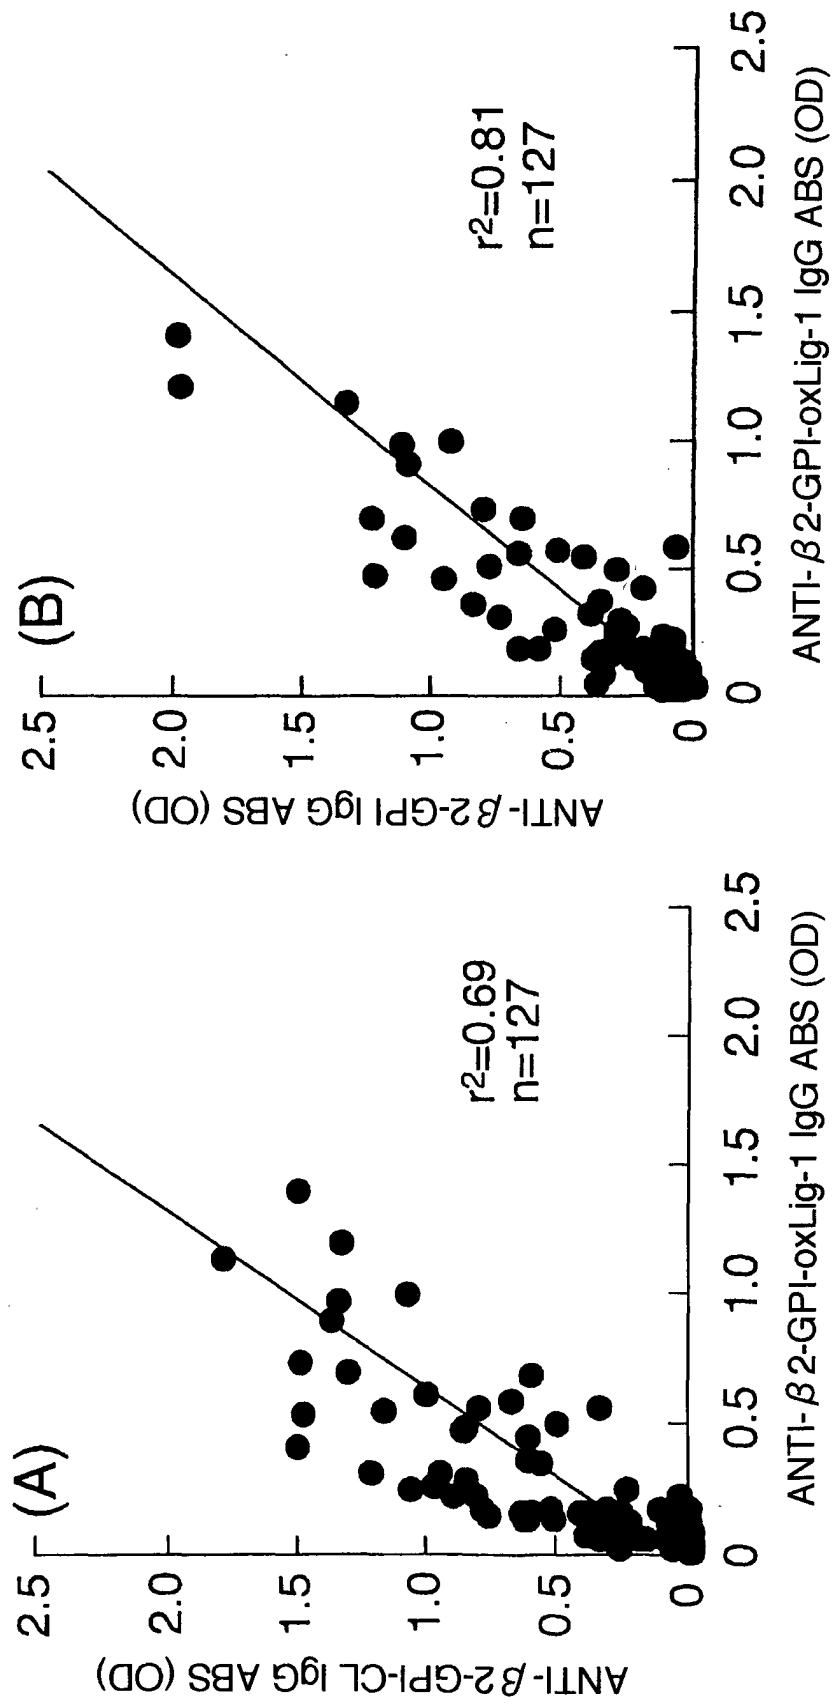 (A)
ANTI-β2-GPI-CL IgG ABS (OD)
2.5
2.0
1.5
1.0
0.5
0
r²=0.69
n=127
0 0.5 1.0 1.5 2.0 2.5
ANTI-β2-GPI-oxLig-1 IgG ABS (OD)
(B)
ANTI-β2-GPI IgG ABS (OD)
2.5
2.0
1.5
1.0
0.5
0
r²=0.81
n=127
0 0.5 1.0 1.5 2.0 2.5
ANTI-β2-GPI-oxLig-1 IgG ABS (OD)